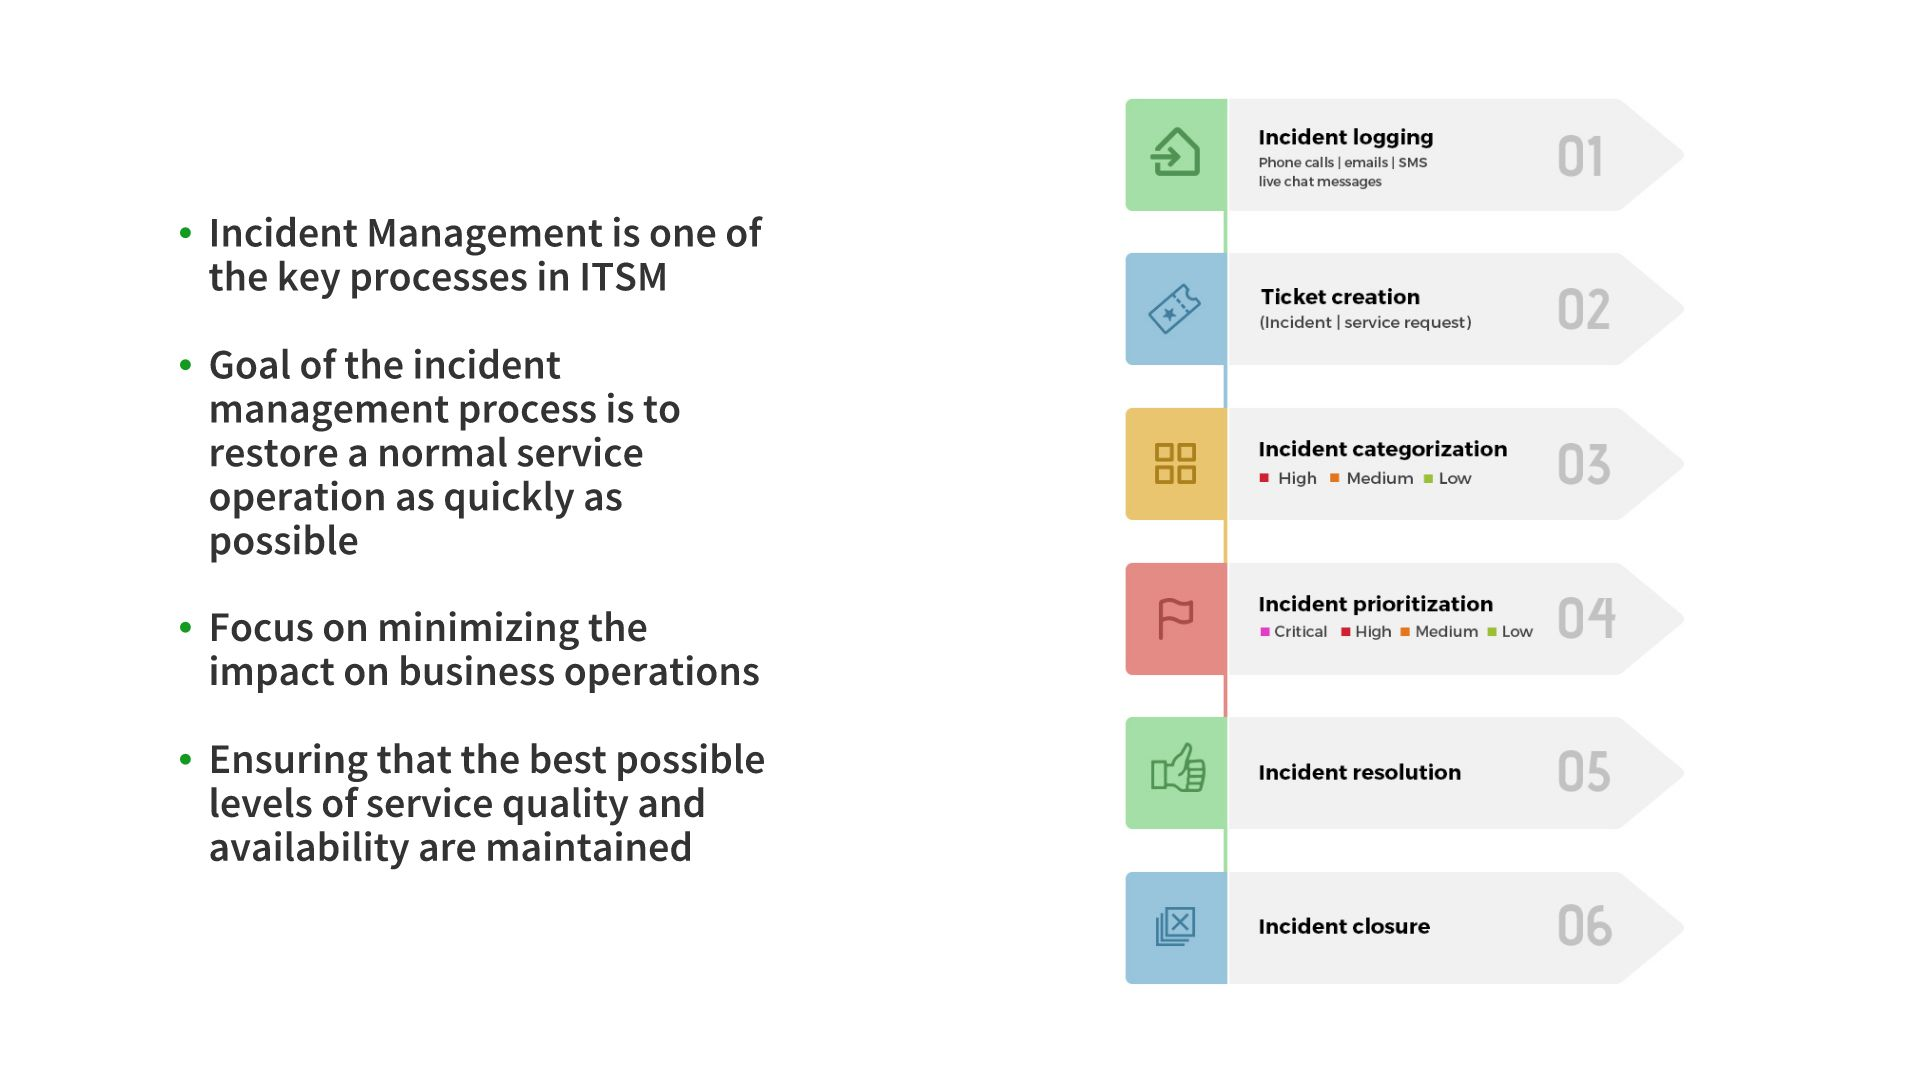 • Incident Management is one of
the key processes in ITSM
• Goal of the incident
management process is to
restore a normal service
operation as quickly as
possible
• Focus on minimizing the
impact on business operations
• Ensuring that the best possible
levels of service quality and
availability are maintained
Incident logging
Phone calls | emails | SMS
live chat messages
01
Ticket creation
(Incident | service request)
02
Incident categorization
High Medium Low
03
Incident prioritization
Critical High Medium Low
04
Incident resolution
05
Incident closure
06